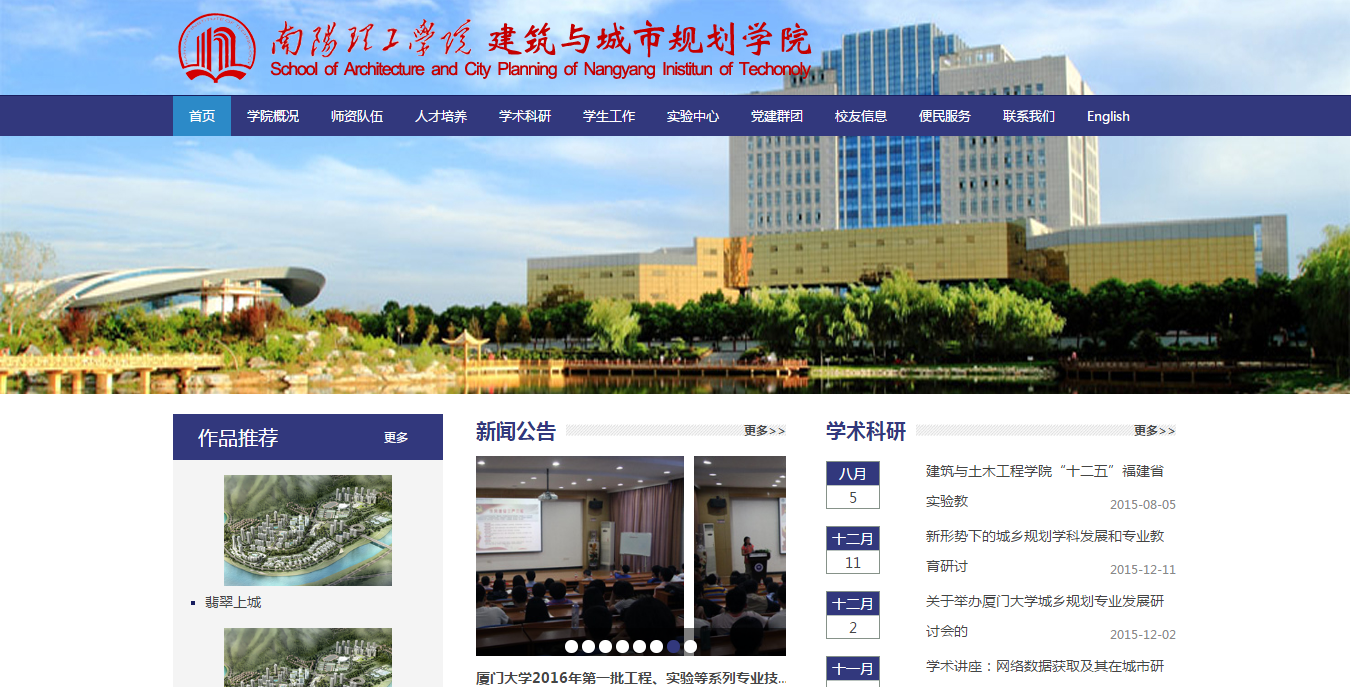 南阳理工学院 建筑与城市规划学院
School of Architecture and City Planning of Nangyang Inistitun of Techonoly
首页 学院概况 师资队伍 人才培养 学术科研 学生工作 实验中心 党建群团 校友信息 便民服务 联系我们 English
作品推荐 更多
翡翠上城
新闻公告 更多>>
厦门大学2016年第一批工程、实验等系列专业技...
学术科研 更多>>
八月
5
建筑与土木工程学院“十二五”福建省
实验教 2015-08-05
十二月
11
新形势下的城乡规划学科发展和专业教
育研讨 2015-12-11
十二月
2
关于举办厦门大学城乡规划专业发展研
讨会的 2015-12-02
十一月
学术讲座：网络数据获取及其在城市研